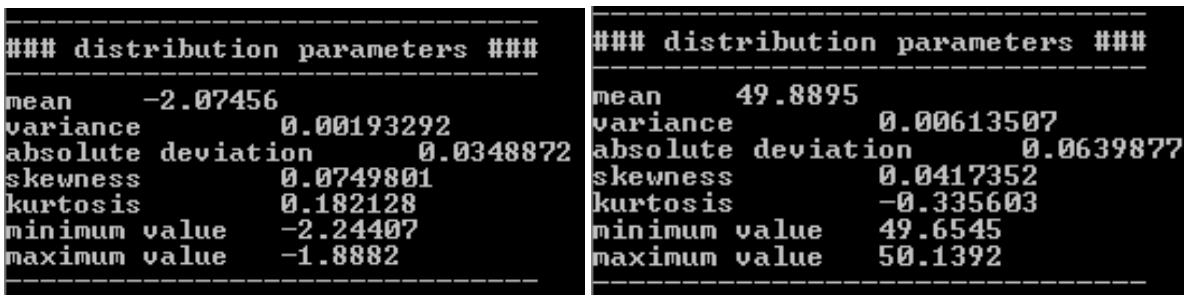 ### distribution parameters ###
mean -2.07456
variance 0.00193292
absolute deviation 0.0348872
skewness 0.0749801
kurtosis 0.182128
minimum value -2.24407
maximum value -1.8882
### distribution parameters ###
mean 49.8895
variance 0.00613507
absolute deviation 0.0639877
skewness 0.0417352
kurtosis -0.335603
minimum value 49.6545
maximum value 50.1392